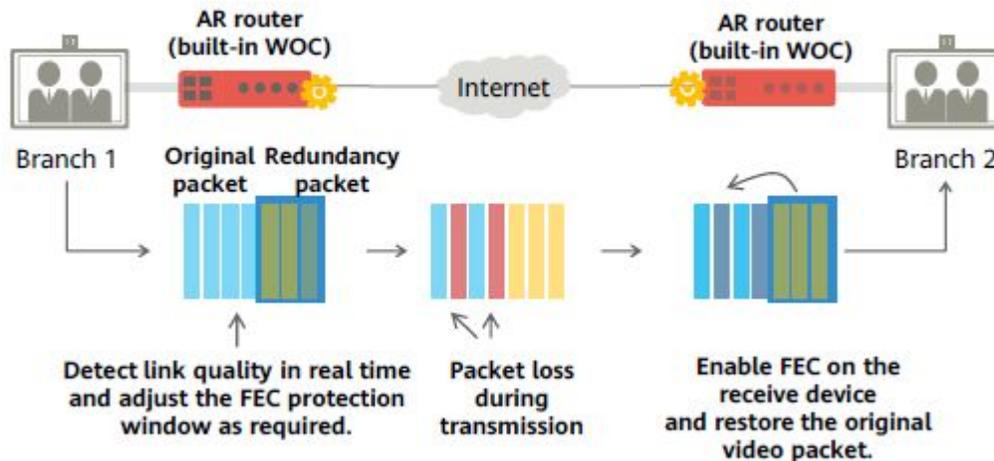 AR router
(built-in WOC)
AR router
(built-in WOC)
Internet
Branch 1
Branch 2
Original
packet
Redundancy
packet
Detect link quality in real time
and adjust the FEC protection
window as required.
Packet loss
during
transmission
Enable FEC on the
receive device
and restore the original
video packet.